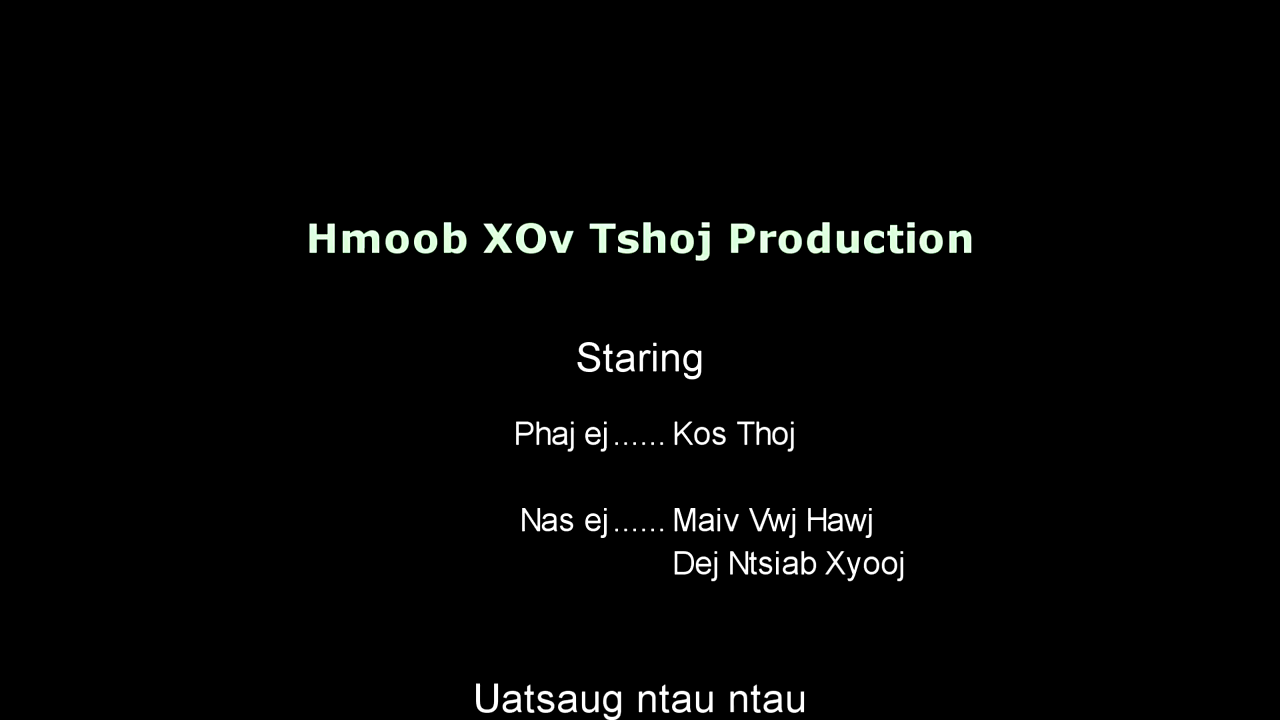 Hmoob XOv Tshoj Production
Staring
Phaj ej...... Kos Thoj
Nas ej...... Maiv Vwj Hawj
Dej Ntsiab Xyooj
Uatsaug ntau ntau